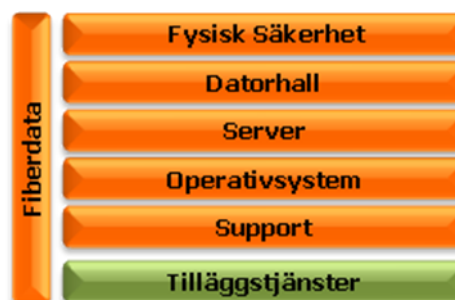 Fiberdata
Fysisk Säkerhet
Datorhall
Server
Operativsystem
Support
Tilläggstjänster